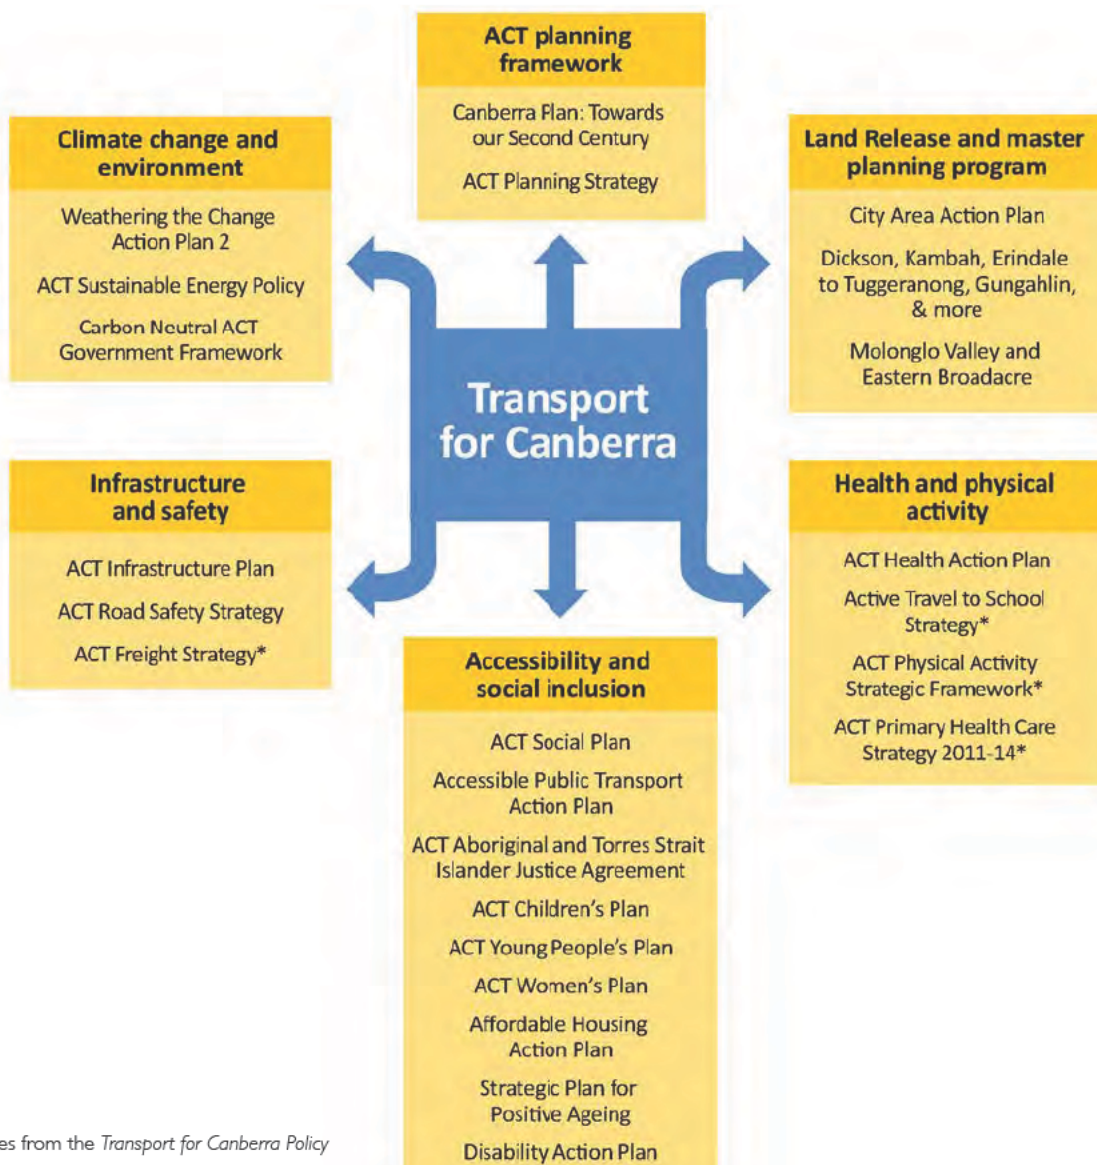 ACT planning
framework
Canberra Plan: Towards
our Second Century
ACT Planning Strategy
Climate change and
environment
Weathering the Change
Action Plan 2
ACT Sustainable Energy Policy
Carbon Neutral ACT
Government Framework
Land Release and master
planning program
City Area Action Plan
Dickson, Kambah, Erindale
to Tuggeranong, Gungahlin,
& more
Molonglo Valley and
Eastern Broadacre
Transport
for Canberra
Infrastructure
and safety
ACT Infrastructure Plan
ACT Road Safety Strategy
ACT Freight Strategy*
Health and physical
activity
ACT Health Action Plan
Active Travel to School
Strategy*
ACT Physical Activity
Strategic Framework*
ACT Primary Health Care
Strategy 2011-14*
Accessibility and
social inclusion
ACT Social Plan
Accessible Public Transport
Action Plan
ACT Aboriginal and Torres Strait
Islander Justice Agreement
ACT Children's Plan
ACT Young People's Plan
ACT Women's Plan
Affordable Housing
Action Plan
Strategic Plan for
Positive Ageing
Disability Action Plan
es from the Transport for Canberra Policy